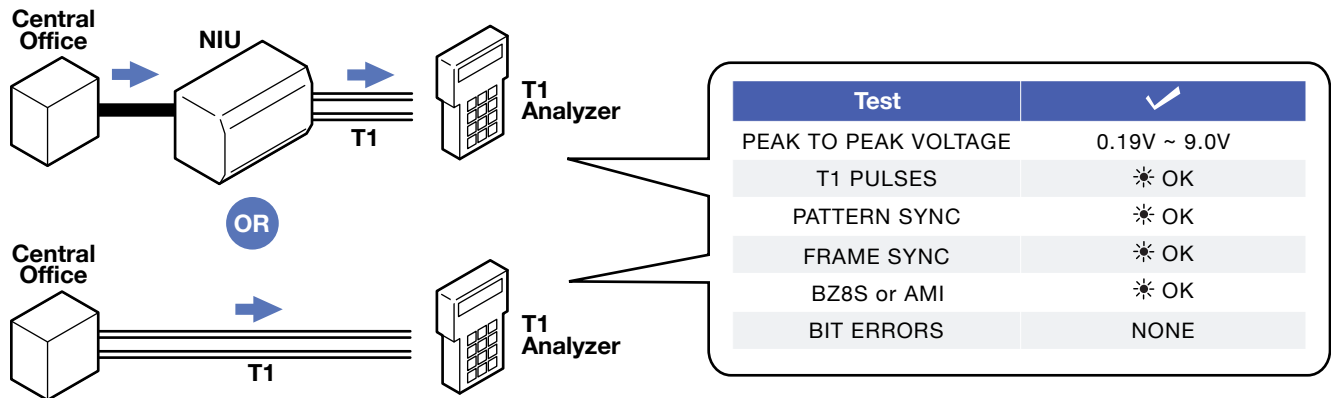 Central
Office
NIU
T1
T1
Analyzer
OR
Central
Office
T1
T1
Analyzer
Test ✓
PEAK TO PEAK VOLTAGE 0.19V ~ 9.0V
T1 PULSES ☀ OK
PATTERN SYNC ☀ OK
FRAME SYNC ☀ OK
BZ8S or AMI ☀ OK
BIT ERRORS NONE